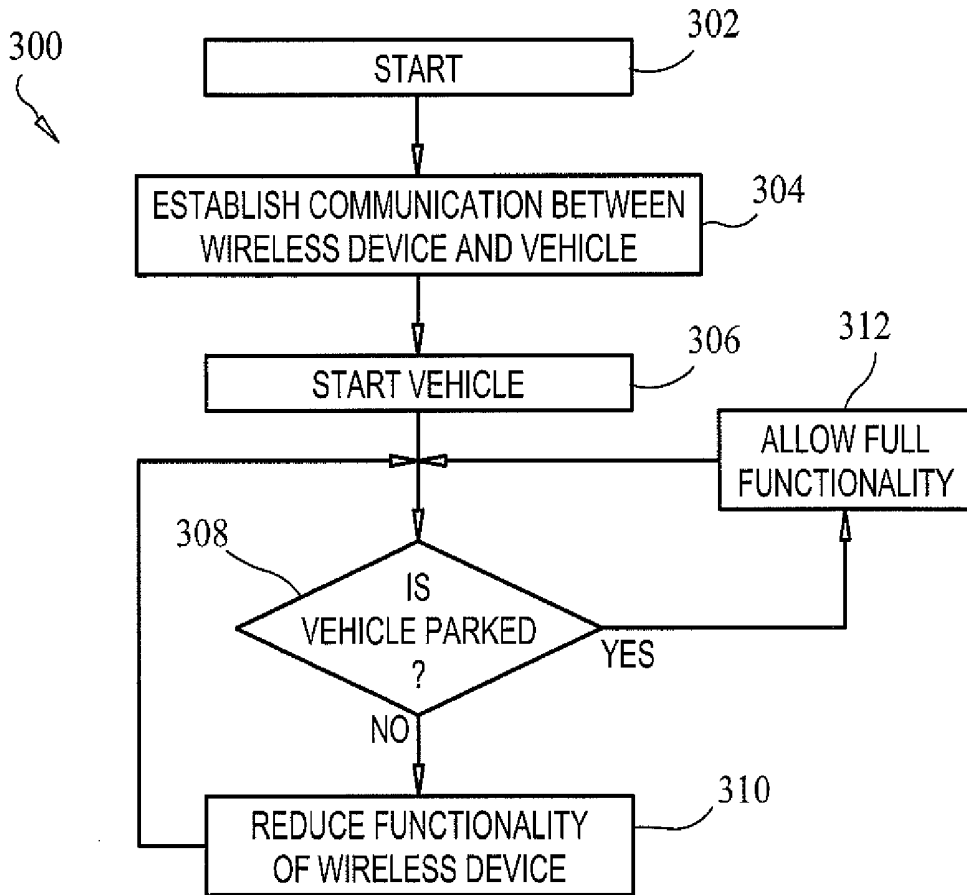 300
302
START
ESTABLISH COMMUNICATION BETWEEN
WIRELESS DEVICE AND VEHICLE
304
306
START VEHICLE
312
ALLOW FULL
FUNCTIONALITY
308
IS
VEHICLE PARKED
?
YES
NO
310
REDUCE FUNCTIONALITY
OF WIRELESS DEVICE